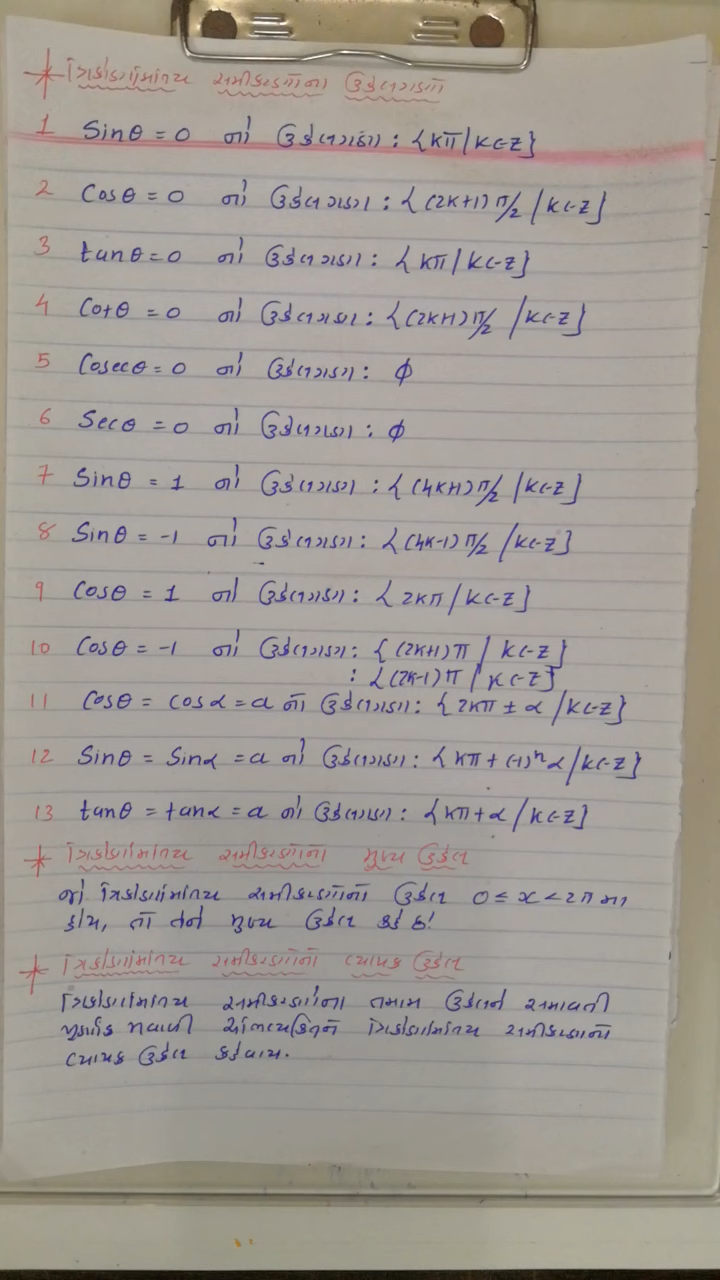 * ત્રિકોણમિતિય સમીકરણોના ઉકેલગણો
1 Sinθ = 0 નો ઉકેલગણ : {kπ/k∈Z}
2 Cosθ = 0 નો ઉકેલગણ : {(2k+1)π/2 /k∈Z}
3 tanθ = 0 નો ઉકેલગણ : {kπ/k∈Z}
4 Cotθ = 0 નો ઉકેલગણ : {(2k+1)π/2 /k∈Z}
5 Cosecθ = 0 નો ઉકેલગણ : ϕ
6 Secθ = 0 નો ઉકેલગણ : ϕ
7 Sinθ = 1 નો ઉકેલગણ : {(4k+1)π/2 /k∈Z}
8 Sinθ = -1 નો ઉકેલગણ : {(4k-1)π/2 /k∈Z}
9 Cosθ = 1 નો ઉકેલગણ : {2kπ/k∈Z}
10 Cosθ = -1 નો ઉકેલગણ : {(2k+1)π / k∈Z}
: {(2k-1)π / k∈Z}
11 Cosθ = cosα = a નો ઉકેલગણ : {2kπ ± α /k∈Z}
12 Sinθ = Sinα = a નો ઉકેલગણ : {kπ + (-1)ⁿα/k∈Z}
13 tanθ = tanα = a નો ઉકેલગણ : {kπ+α /k∈Z}
* ત્રિકોણમિતિય સમીકરણોના મુખ્ય ઉકેલ
જો ત્રિકોણમિતિય સમીકરણોનો ઉકેલ 0 ≤ x < 2π માં
હોય, તો તેને મુખ્ય ઉકેલ કહે છે!
* ત્રિકોણમિતિય સમીકરણોનો વ્યાપક ઉકેલ
ત્રિકોણમિતિય સમીકરણોના તમામ ઉકેલને સમાવતી
પૂર્ણાંક મવાળી અભિવ્યક્તિને ત્રિકોણમિતિય સમીકરણનો
વ્યાપક ઉકેલ કહેવાય.